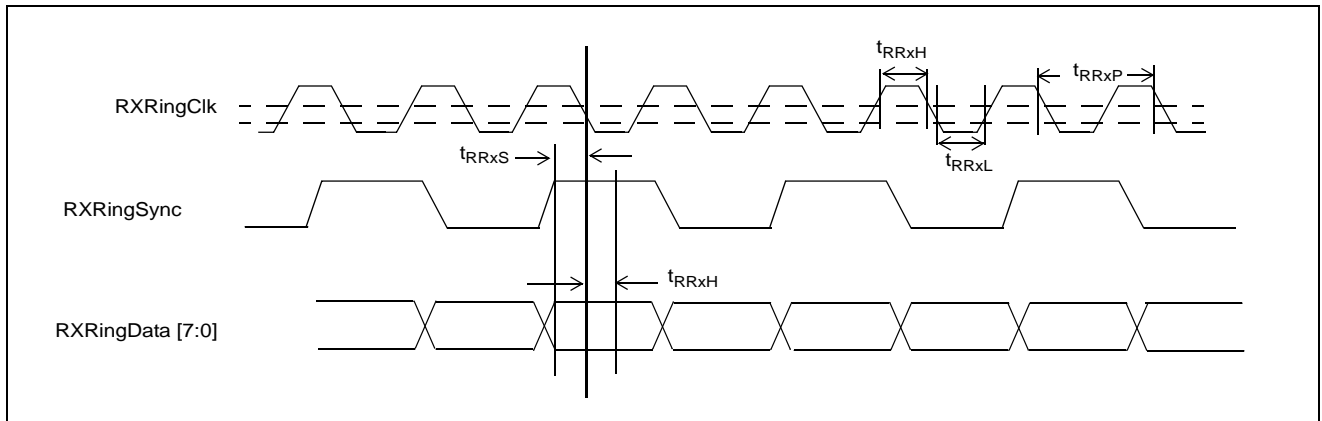 tRRxH
tRRxP
RXRingClk
tRRxS
tRRxL
RXRingSync
tRRxH
RXRingData [7:0]